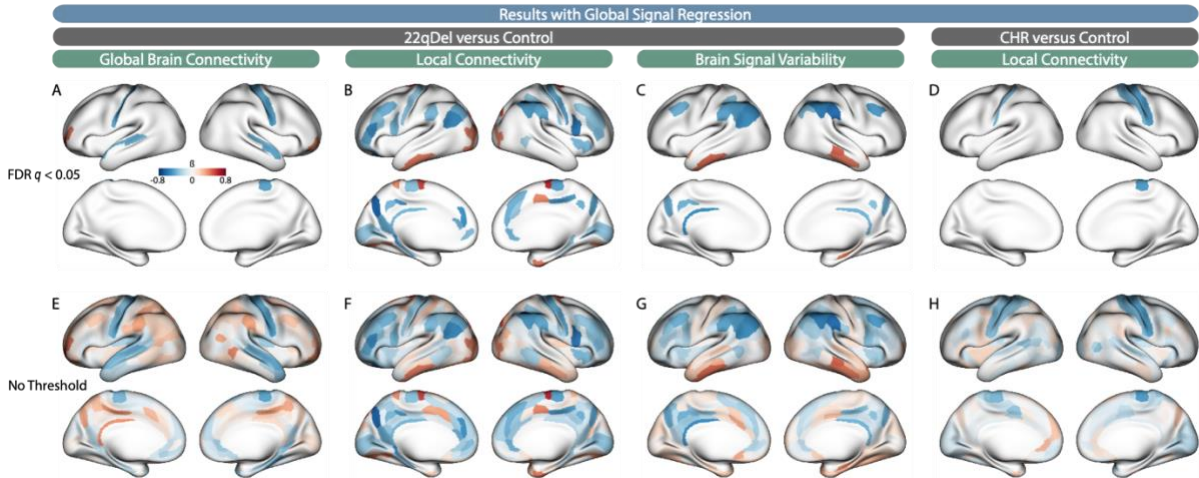 Results with Global Signal Regression
22qDel versus Control
CHR versus Control
Global Brain Connectivity
Local Connectivity
Brain Signal Variability
Local Connectivity
A
B
C
D
FDR q < 0.05
ß
-0.8 0 0.8
E
F
G
H
No Threshold